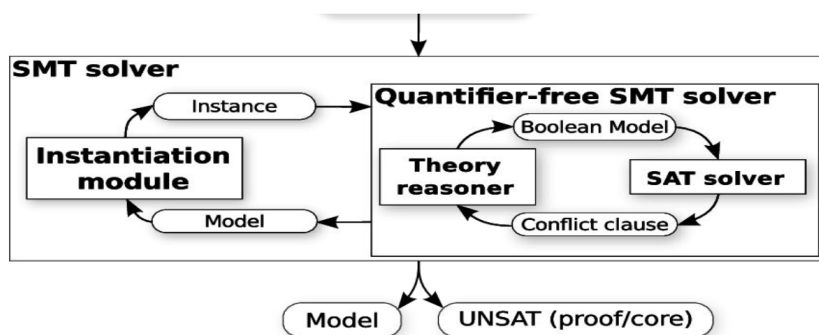 SMT solver
Quantifier-free SMT solver
Instance
Boolean Model
Instantiation
module
Theory
reasoner
SAT solver
Model
Conflict clause
Model
UNSAT (proof/core)